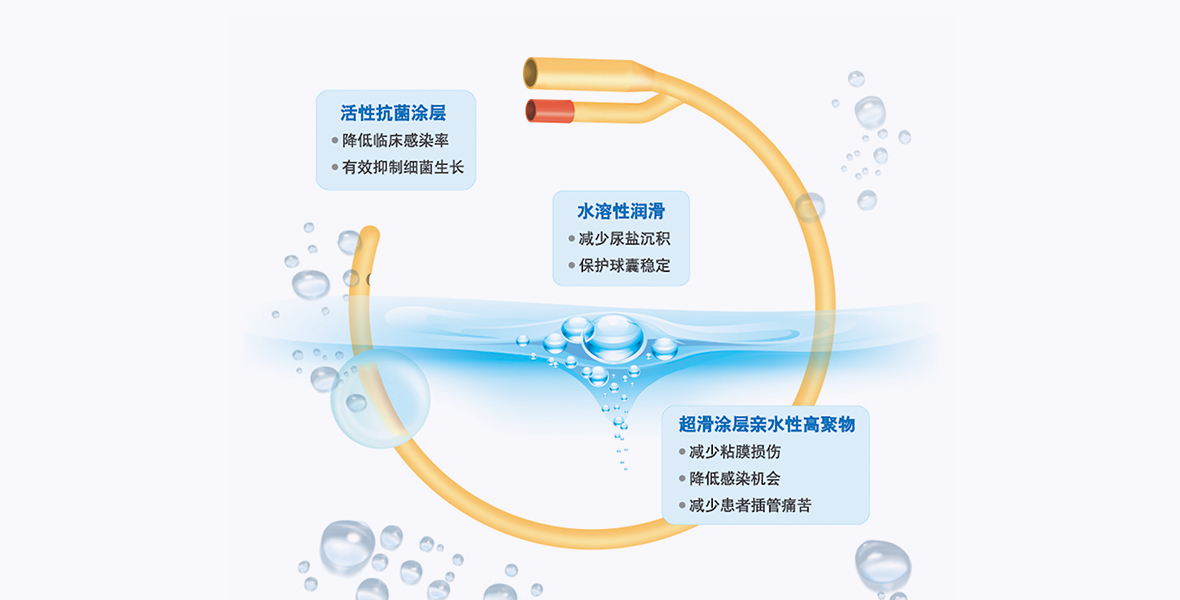 活性抗菌涂层
●降低临床感染率
●有效抑制细菌生长
水溶性润滑
●减少尿盐沉积
●保护球囊稳定
超滑涂层亲水性高聚物
●减少粘膜损伤
●降低感染机会
●减少患者插管痛苦